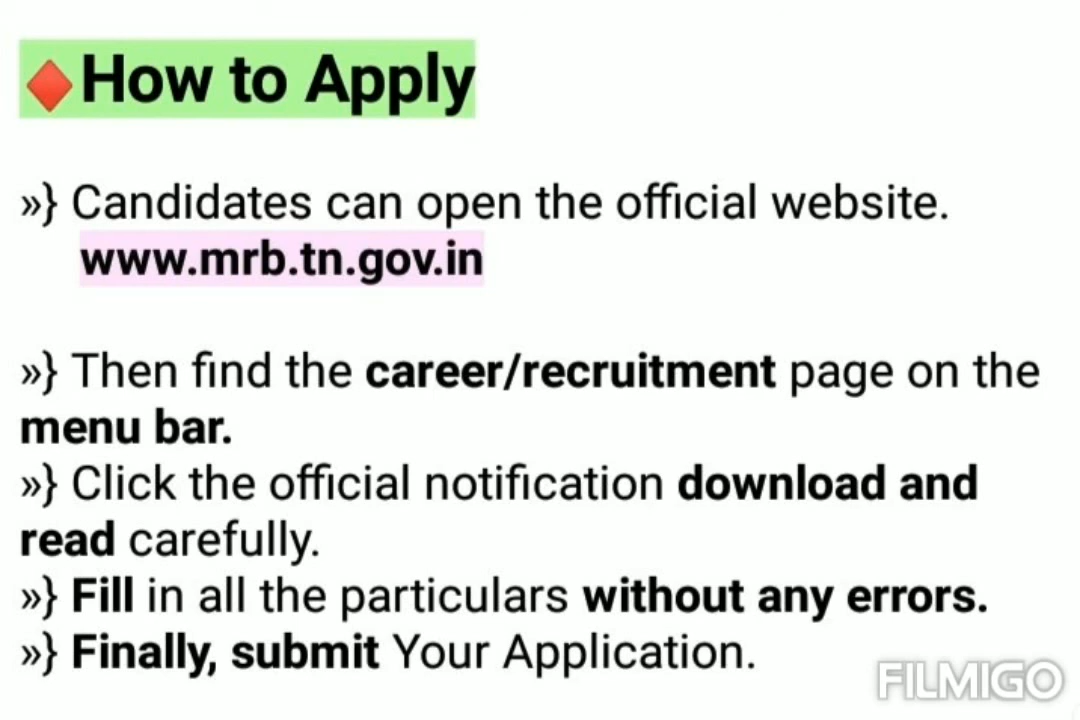 ♦️How to Apply
»} Candidates can open the official website.
www.mrb.tn.gov.in
»} Then find the career/recruitment page on the
menu bar.
»} Click the official notification download and
read carefully.
»} Fill in all the particulars without any errors.
»} Finally, submit Your Application.
FILMIGO